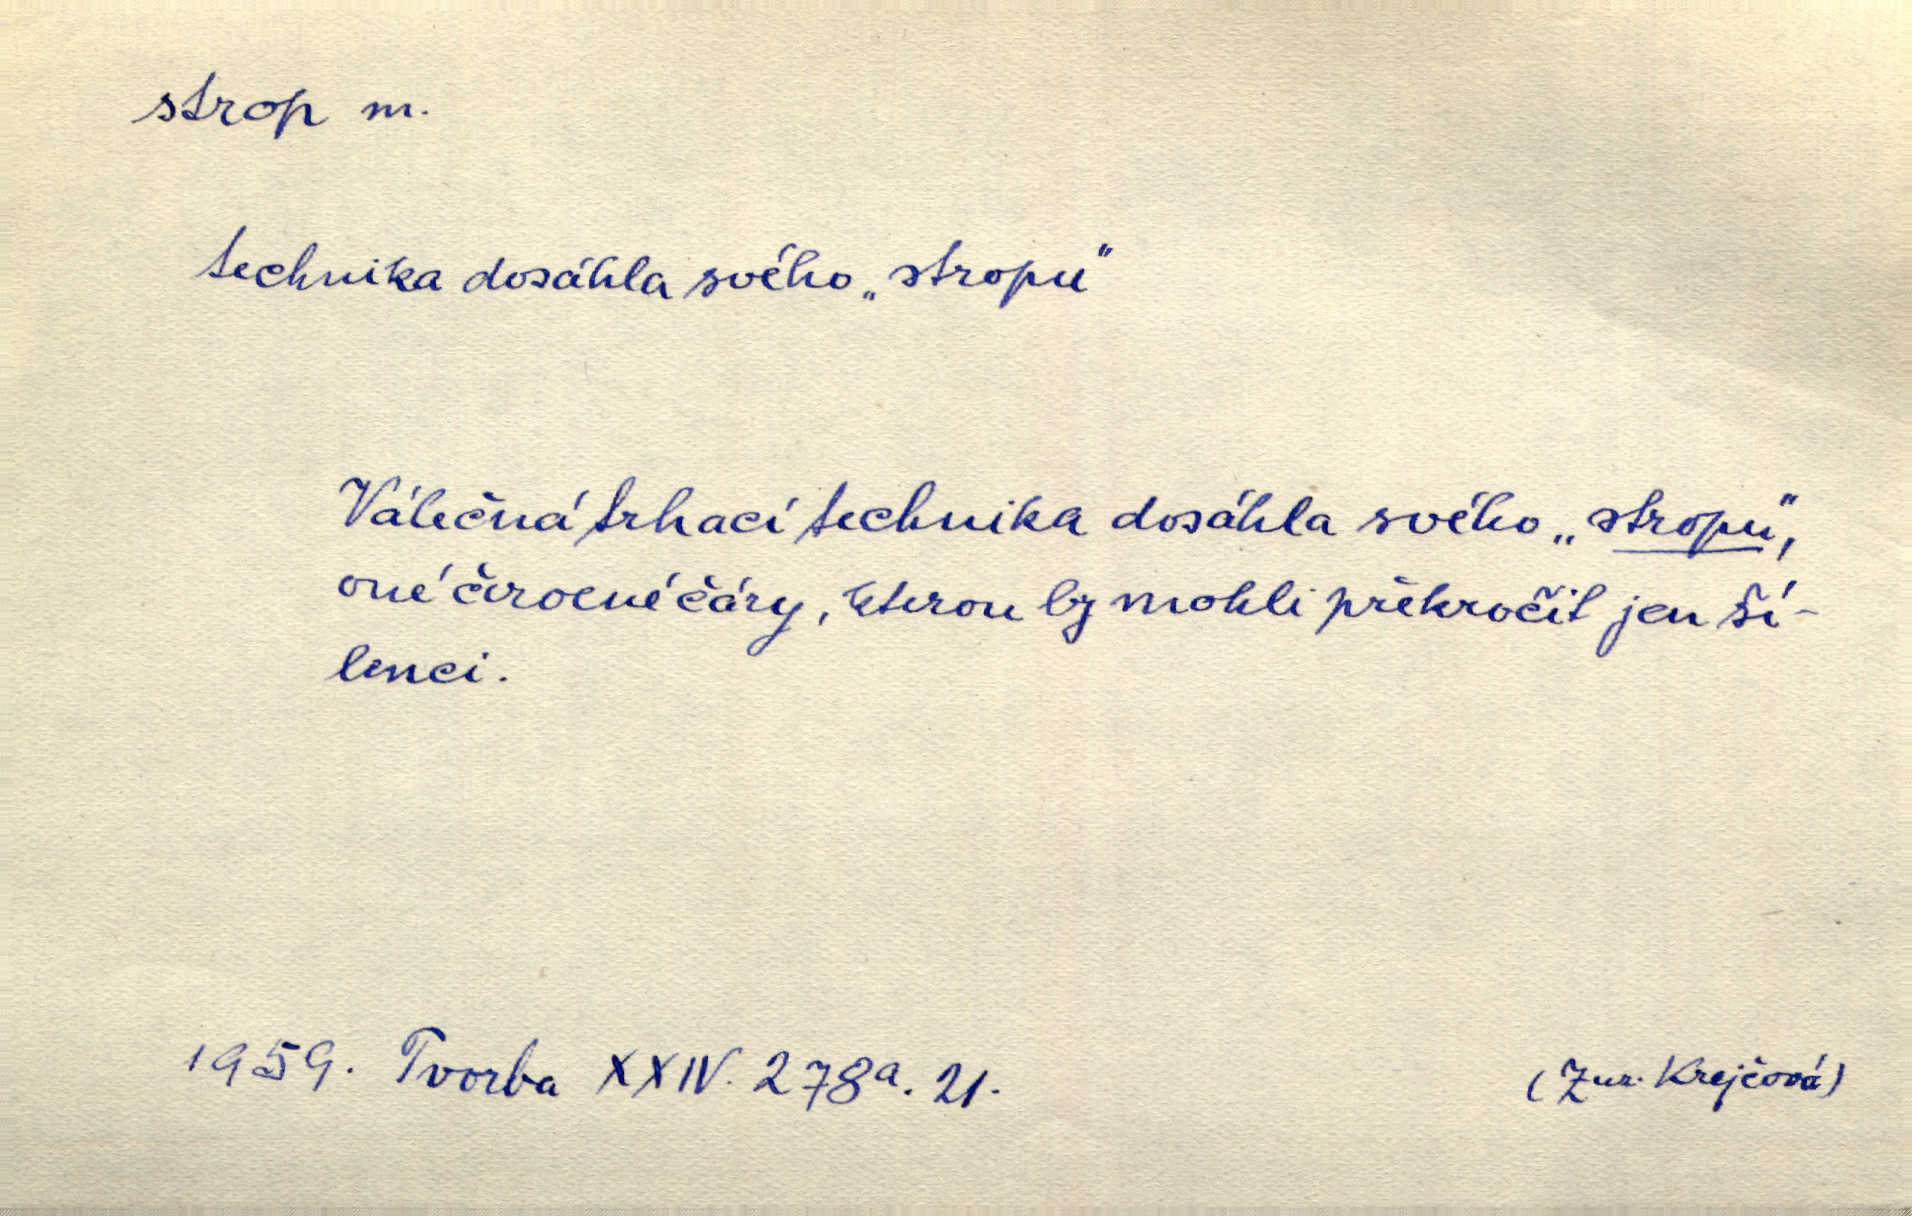 strop m.
technika dosáhla svého „stropu"
Válečná trhací technika dosáhla svého „stropu",
oné červené čáry, kterou by mohli překročit jen ší-
lenci.
1959. Tvorba XXIV. 278a. 21. (Zur. Krejčová)